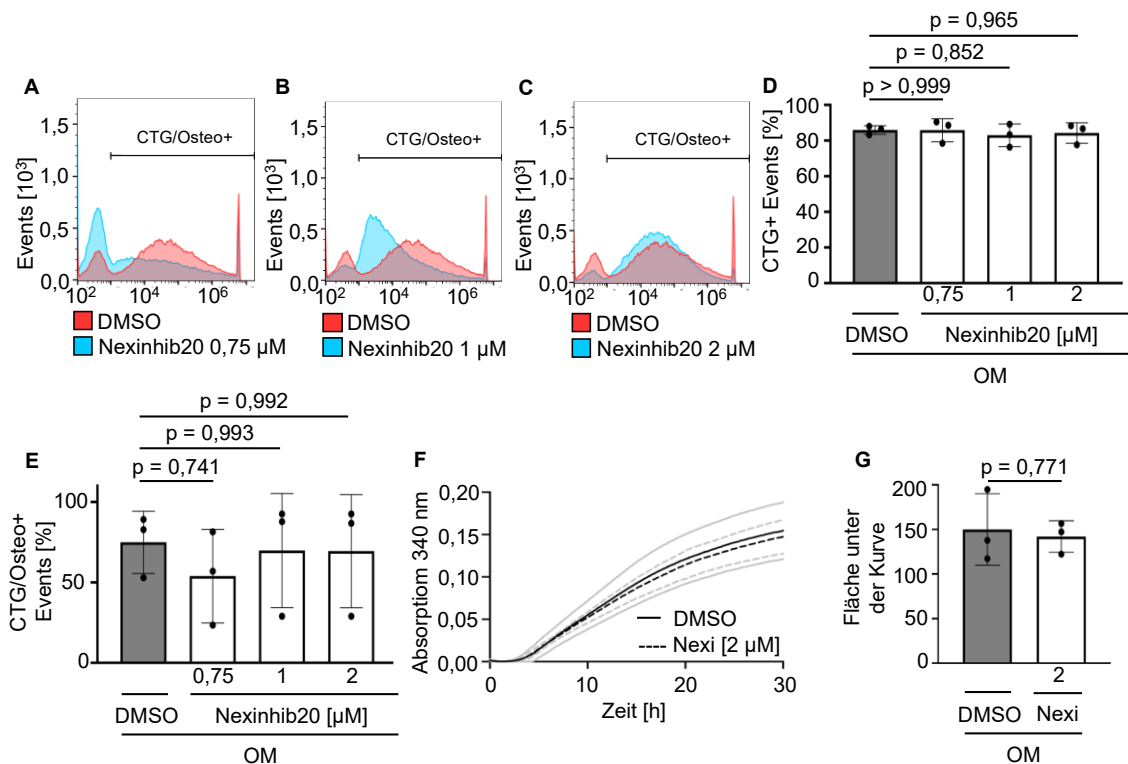 A
1,5
1,0
0,5
0,0
Events [10³]
CTG/Osteo+
10² 10⁴ 10⁶
DMSO
Nexinhib20 0,75 µM
B
1,5
1,0
0,5
0,0
Events [10³]
CTG/Osteo+
10² 10⁴ 10⁶
DMSO
Nexinhib20 1 µM
C
1,5
1,0
0,5
0,0
Events [10³]
CTG/Osteo+
10² 10⁴ 10⁶
DMSO
Nexinhib20 2 µM
D
p = 0,965
p = 0,852
p > 0,999
CTG+ Events [%]
100
80
60
40
20
0
0,75 1 2
DMSO Nexinhib20 [µM]
OM
E
p = 0,992
p = 0,993
p = 0,741
CTG/Osteo+
Events [%]
100
50
0
0,75 1 2
DMSO Nexinhib20 [µM]
OM
F
Absorption 340 nm
0,20
0,15
0,10
0,05
0,00
DMSO
Nexi [2 µM]
0 10 20 30
Zeit [h]
G
p = 0,771
Fläche unter
der Kurve
200
150
100
50
0
2
DMSO Nexi
OM